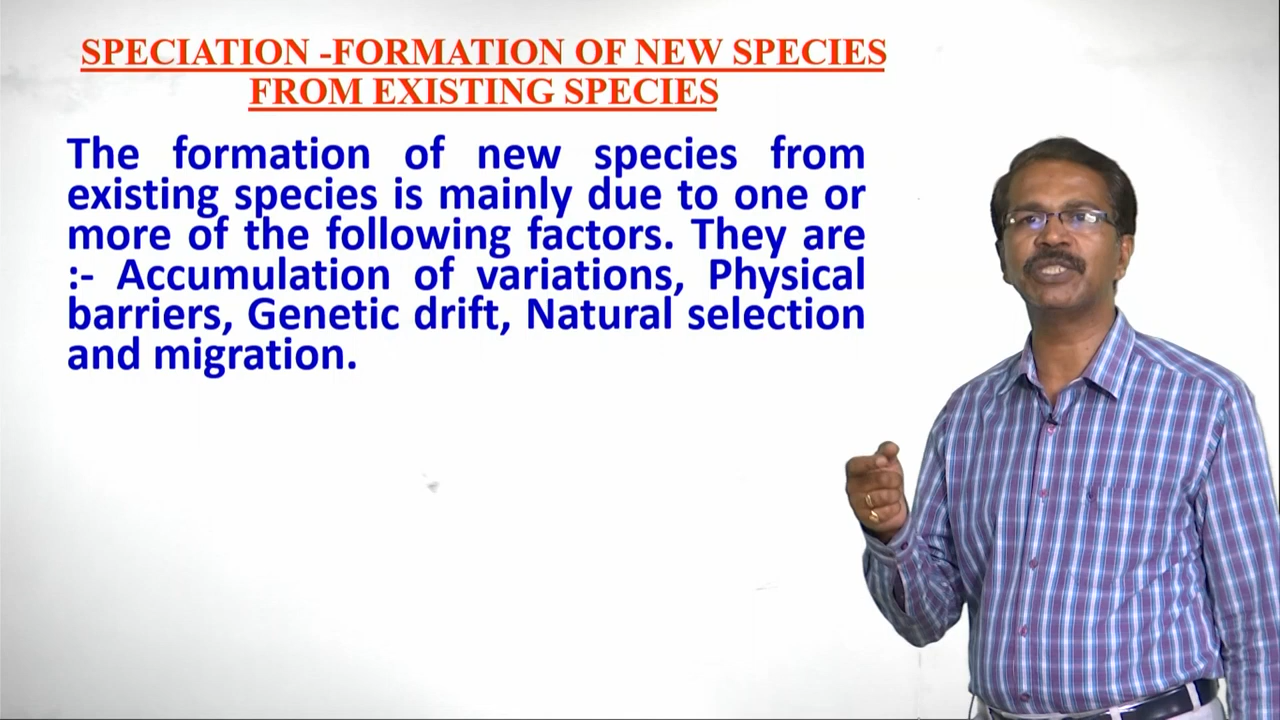 SPECIATION -FORMATION OF NEW SPECIES
FROM EXISTING SPECIES
The formation of new species from
existing species is mainly due to one or
more of the following factors. They are
:- Accumulation of variations, Physical
barriers, Genetic drift, Natural selection
and migration.